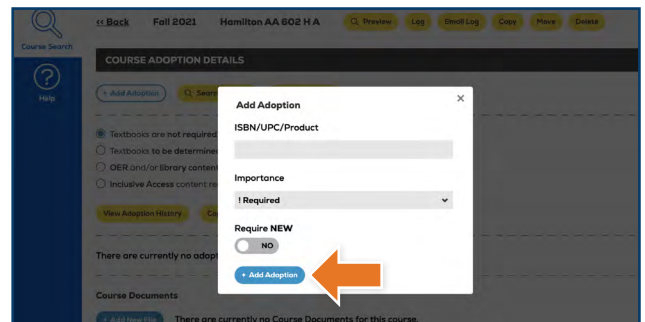 << Back Fall 2021 Hamilton AA 602 H A Preview Log Email Log Copy Move Delete
Course Search
Help
COURSE ADOPTION DETAILS
+ Add Adoption
Add Adoption ×
ISBN/UPC/Product
Importance
! Required
Require NEW
NO
+ Add Adoption
Textbooks are not required
Textbooks to be determine
OER and/or library content
Inclusive Access content re
View Adoption History
There are currently no adopt
Course Documents
+ Add New File There are currently no Course Documents for this course.